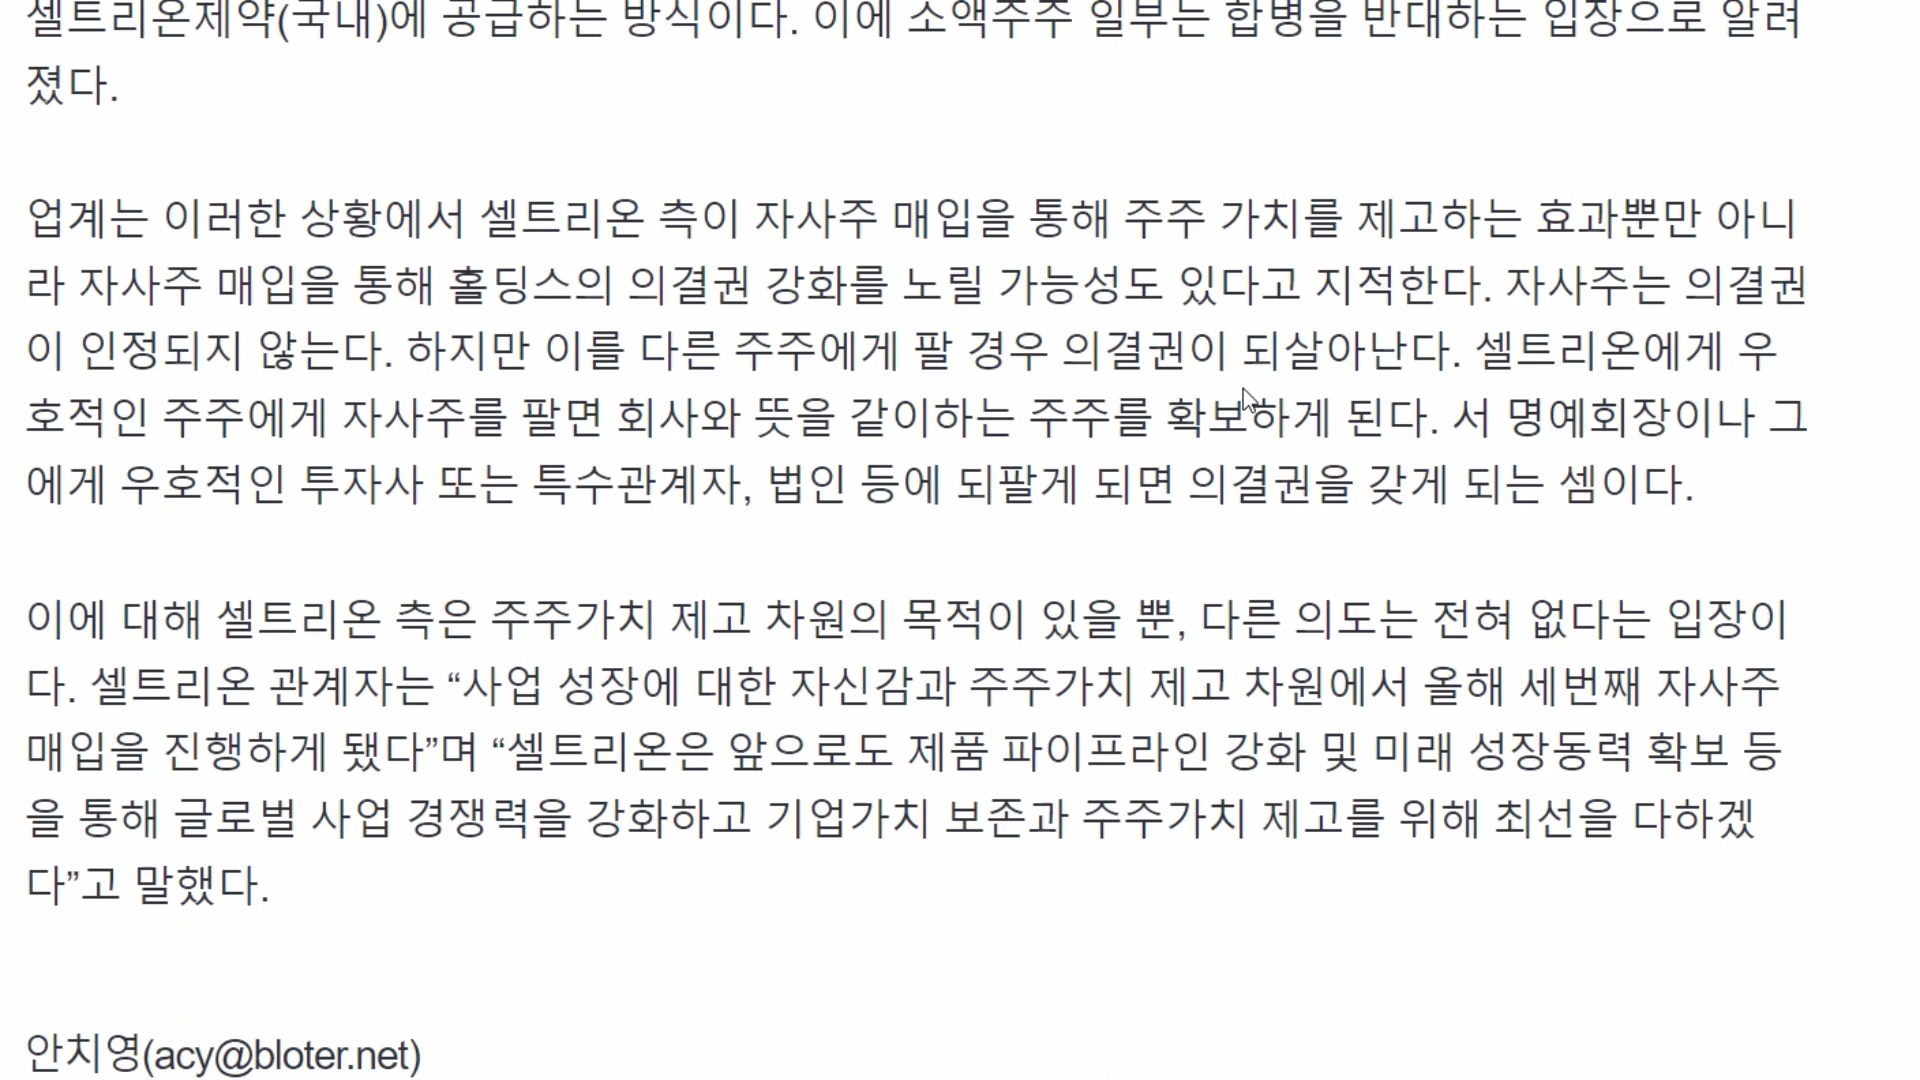 셀트리온제약(국내)에 공급하는 방식이다. 이에 소액주주 일부는 합병을 반대하는 입장으로 알려
졌다.
업계는 이러한 상황에서 셀트리온 측이 자사주 매입을 통해 주주 가치를 제고하는 효과뿐만 아니
라 자사주 매입을 통해 홀딩스의 의결권 강화를 노릴 가능성도 있다고 지적한다. 자사주는 의결권
이 인정되지 않는다. 하지만 이를 다른 주주에게 팔 경우 의결권이 되살아난다. 셀트리온에게 우
호적인 주주에게 자사주를 팔면 회사와 뜻을 같이하는 주주를 확보하게 된다. 서 명예회장이나 그
에게 우호적인 투자사 또는 특수관계자, 법인 등에 되팔게 되면 의결권을 갖게 되는 셈이다.
이에 대해 셀트리온 측은 주주가치 제고 차원의 목적이 있을 뿐, 다른 의도는 전혀 없다는 입장이
다. 셀트리온 관계자는 “사업 성장에 대한 자신감과 주주가치 제고 차원에서 올해 세번째 자사주
매입을 진행하게 됐다”며 “셀트리온은 앞으로도 제품 파이프라인 강화 및 미래 성장동력 확보 등
을 통해 글로벌 사업 경쟁력을 강화하고 기업가치 보존과 주주가치 제고를 위해 최선을 다하겠
다”고 말했다.
안치영(acy@bloter.net)